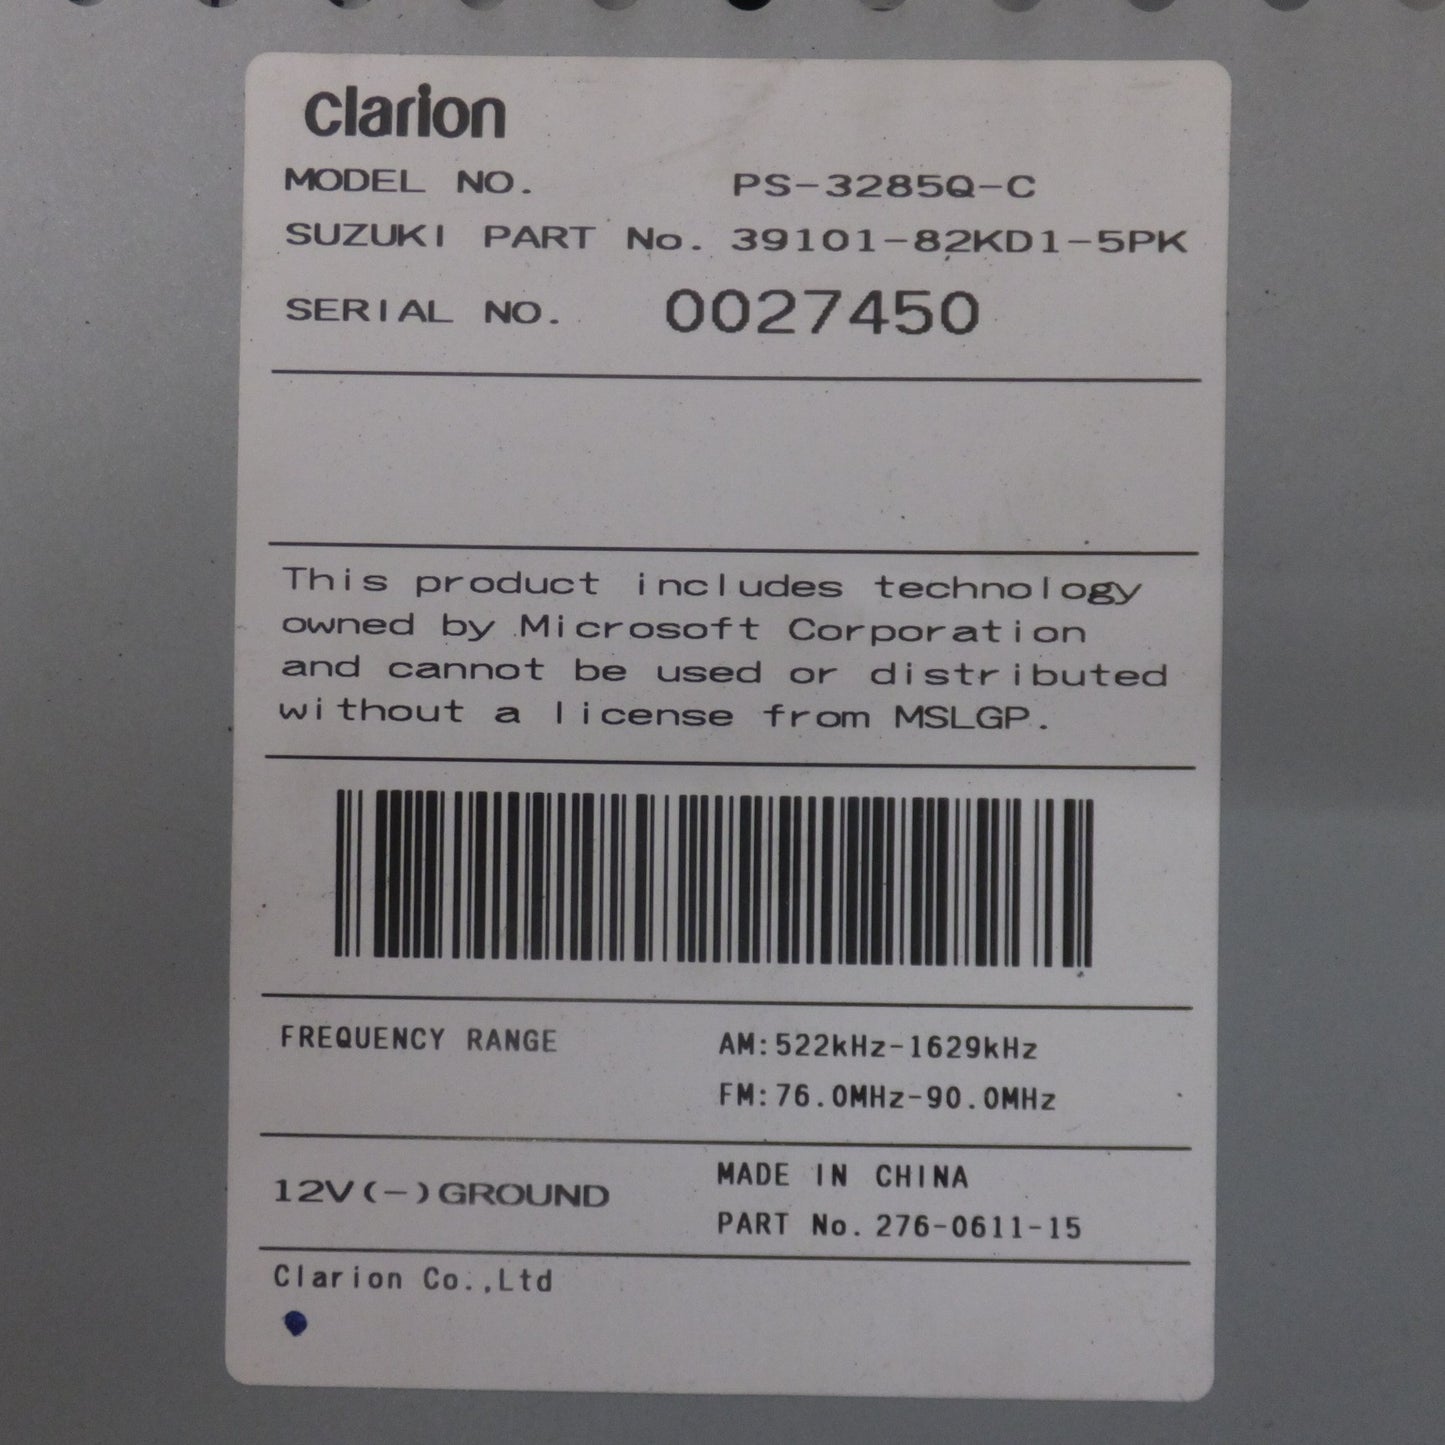 clarion
MODEL NO. PS-3285Q-C
SUZUKI PART No. 39101-82KD1-5PK
SERIAL NO. 0027450
This product includes technology
owned by Microsoft Corporation
and cannot be used or distributed
without a license from MSLGP.
FREQUENCY RANGE AM:522kHz-1629kHz
FM:76.0MHz-90.0MHz
12V(-)GROUND
MADE IN CHINA
PART No. 276-0611-15
Clarion Co.,Ltd